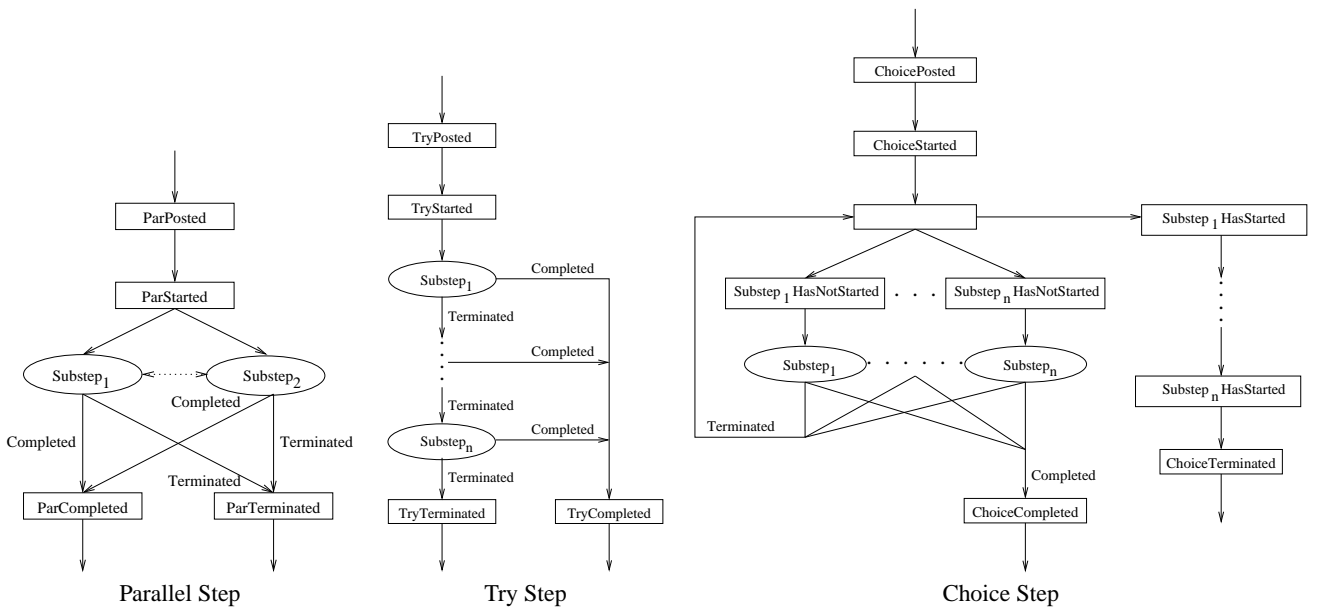 ParPosted
ParStarted
Substep1
Substep2
Completed
Completed
Terminated
Terminated
ParCompleted
ParTerminated
Parallel Step
TryPosted
TryStarted
Substep1
Completed
Terminated
Completed
Terminated
Substepn
Completed
Terminated
TryTerminated
TryCompleted
Try Step
ChoicePosted
ChoiceStarted
Substep1 HasStarted
Substep1 HasNotStarted
Substepn HasNotStarted
Substep1
Substepn
Substepn HasStarted
Terminated
Completed
ChoiceTerminated
ChoiceCompleted
Choice Step